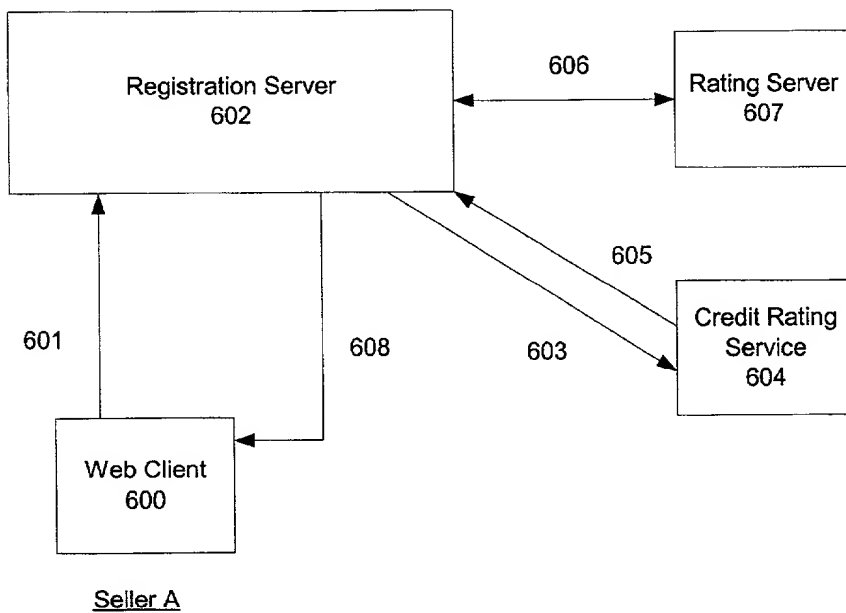 Registration Server
602
606
Rating Server
607
605
601
608
603
Credit Rating
Service
604
Web Client
600
Seller A